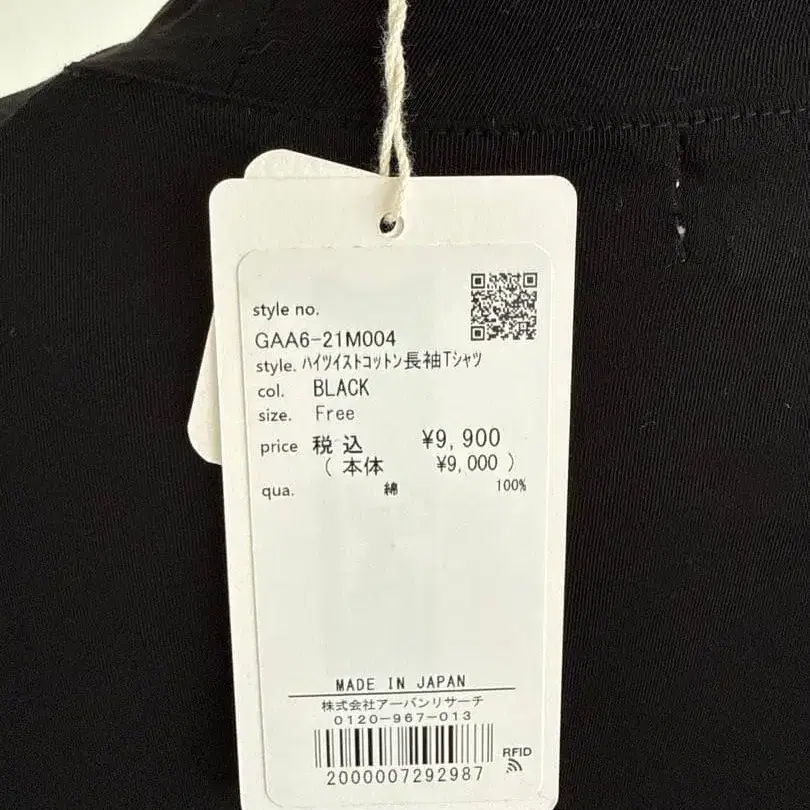 style no.
GAA6-21M004
style. ﾊｲﾂｲｽﾄｺｯﾄﾝ長袖Tｼｬﾂ
col. BLACK
size. Free
price 税込 ¥9,900
( 本体 ¥9,000 )
qua. 綿 100%
MADE IN JAPAN
株式会社アーバンリサーチ
0120-967-013
RFID
2000007292987